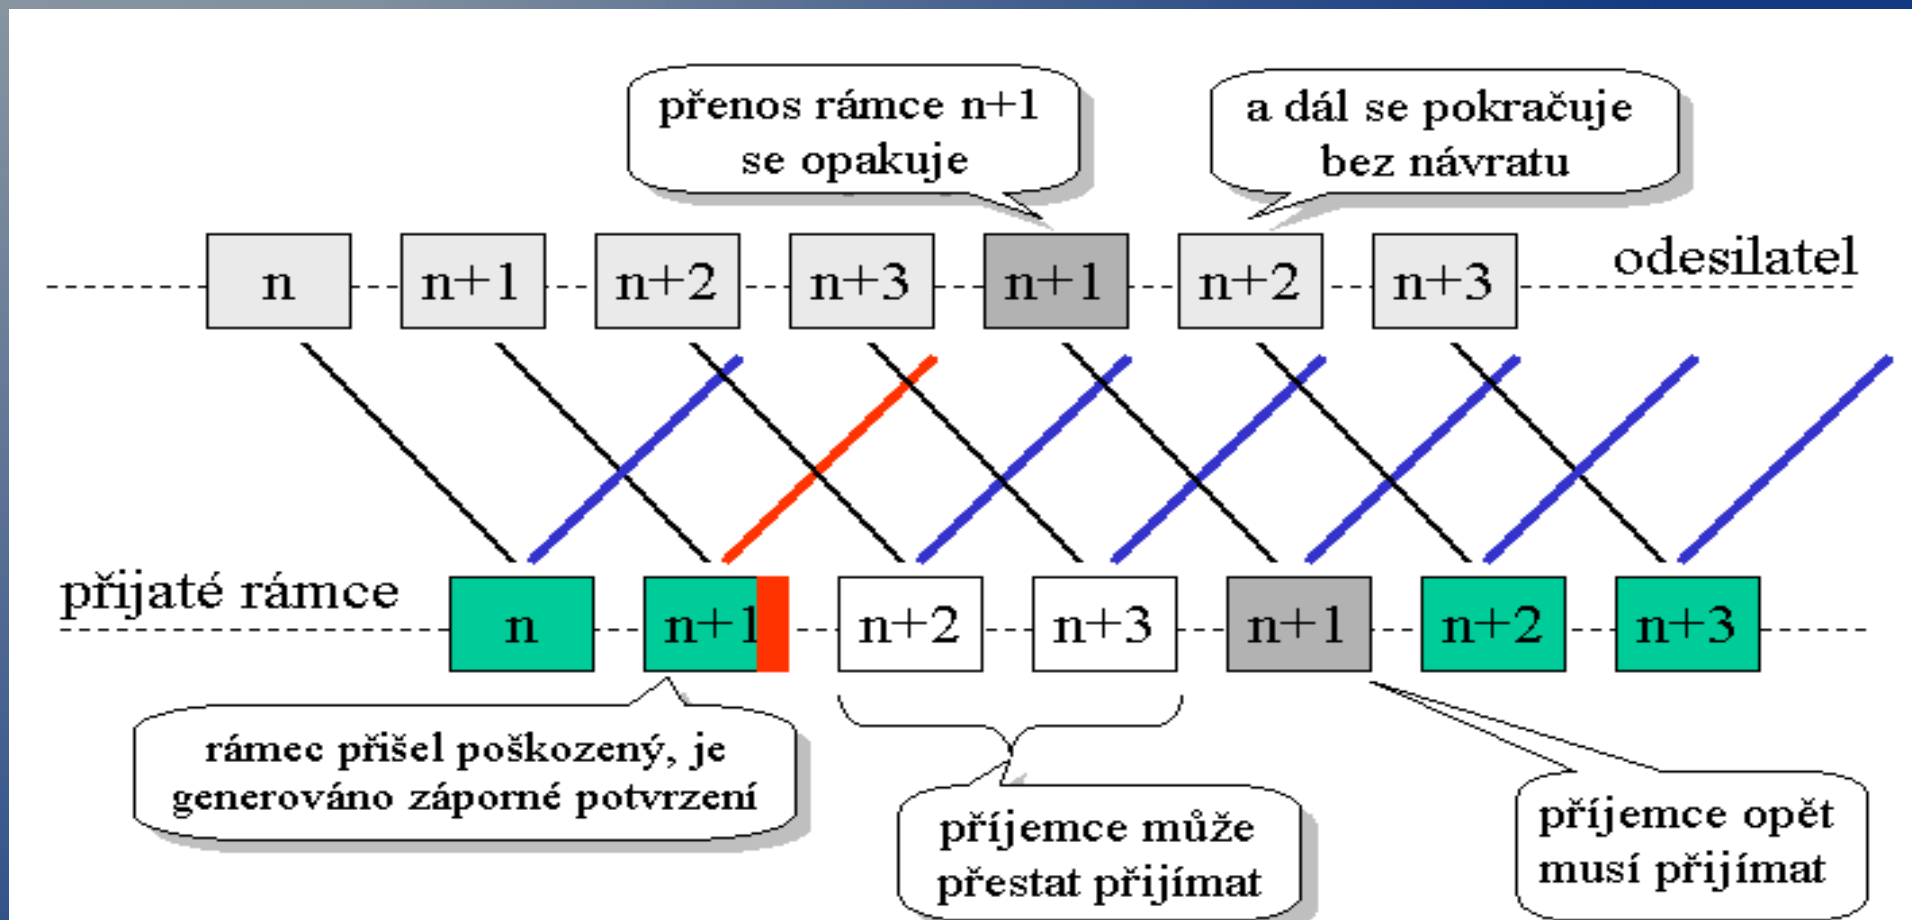 přenos rámce n+1
se opakuje
a dál se pokračuje
bez návratu
n
n+1
n+2
n+3
n+1
n+2
n+3
odesilatel
přijaté rámce
n
n+1
n+2
n+3
n+1
n+2
n+3
rámec přišel poškozený, je
generováno záporné potvrzení
příjemce může
přestat přijímat
příjemce opět
musí přijímat